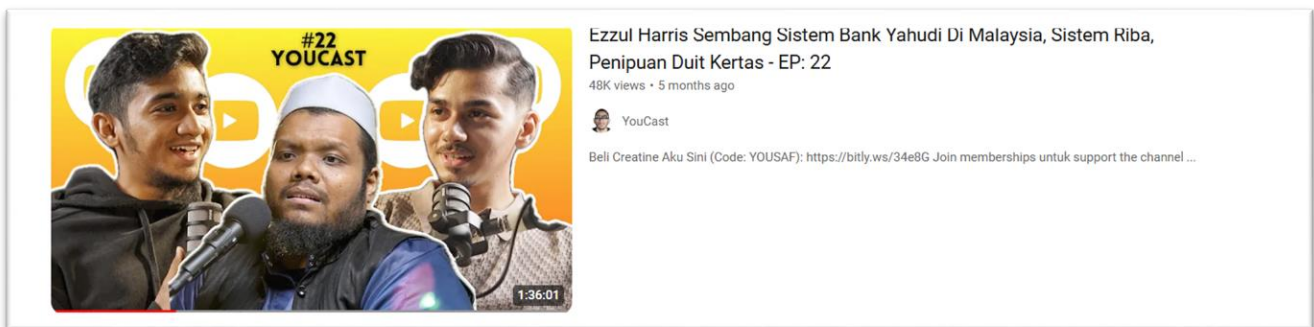 #22
YOUCAST
1:36:01
Ezzul Harris Sembang Sistem Bank Yahudi Di Malaysia, Sistem Riba,
Penipuan Duit Kertas - EP: 22
48K views • 5 months ago
YouCast
Beli Creatine Aku Sini (Code: YOUSAF): https://bitly.ws/34e8G Join memberships untuk support the channel ...